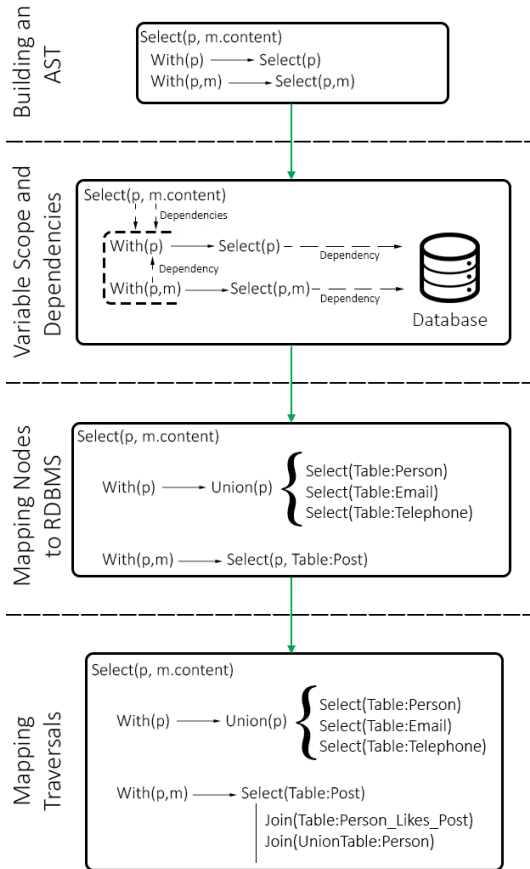 Building an
AST
Select(p, m.content)
With(p) Select(p)
With(p,m) Select(p,m)
Variable Scope and
Dependencies
Select(p, m.content)
Dependencies
With(p) Select(p) Dependency
Dependency
With(p,m) Select(p,m) Dependency
Database
Mapping Nodes
to RDBMS
Select(p, m.content)
With(p) Union(p)
Select(Table:Person)
Select(Table:Email)
Select(Table:Telephone)
With(p,m) Select(p, Table:Post)
Mapping
Traversals
Select(p, m.content)
With(p) Union(p)
Select(Table:Person)
Select(Table:Email)
Select(Table:Telephone)
With(p,m) Select(Table:Post)
Join(Table:Person_Likes_Post)
Join(UnionTable:Person)